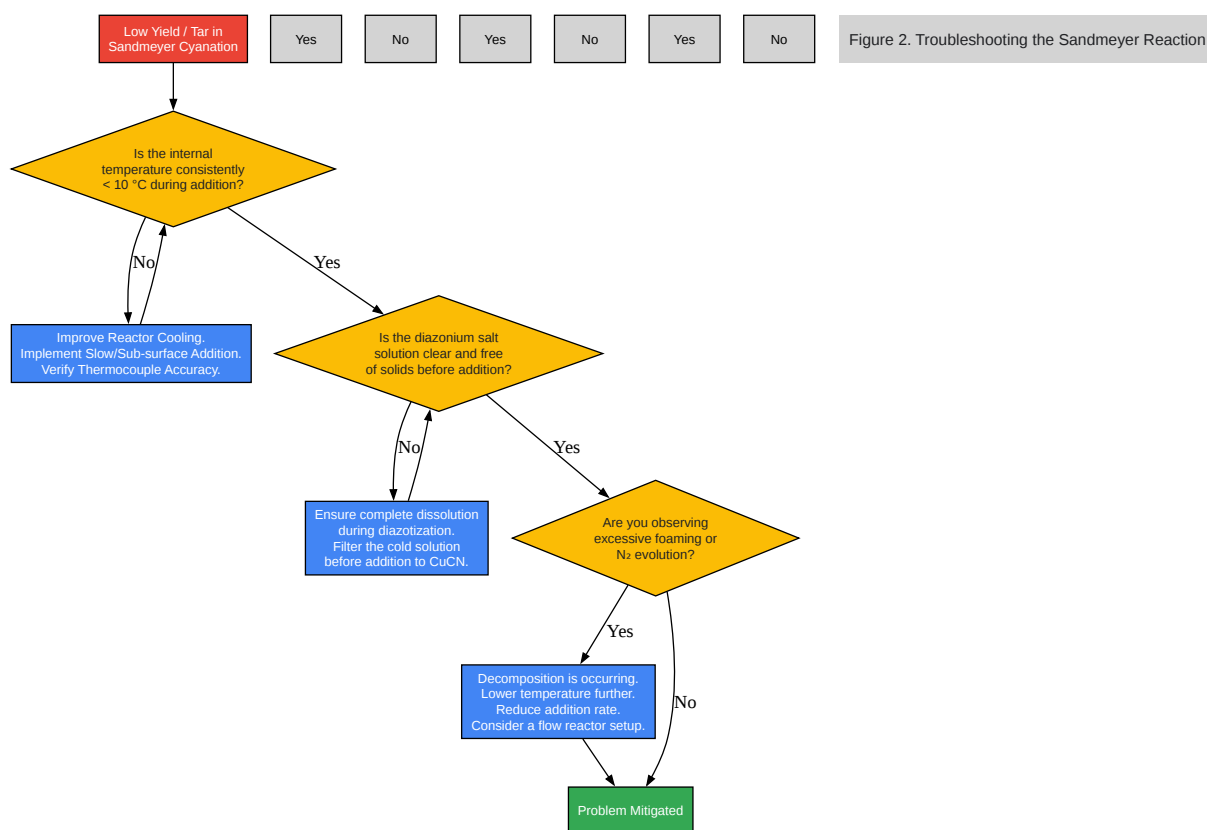 Low Yield / Tar in
Sandmeyer Cyanation
Yes
No
Yes
No
Yes
No
Figure 2. Troubleshooting the Sandmeyer Reaction
Is the internal
temperature consistently
< 10 °C during addition?
No
Yes
Improve Reactor Cooling.
Implement Slow/Sub-surface Addition.
Verify Thermocouple Accuracy.
Is the diazonium salt
solution clear and free
of solids before addition?
No
Yes
Ensure complete dissolution
during diazotization.
Filter the cold solution
before addition to CuCN.
Are you observing
excessive foaming or
N₂ evolution?
Yes
No
Decomposition is occurring.
Lower temperature further.
Reduce addition rate.
Consider a flow reactor setup.
Problem Mitigated